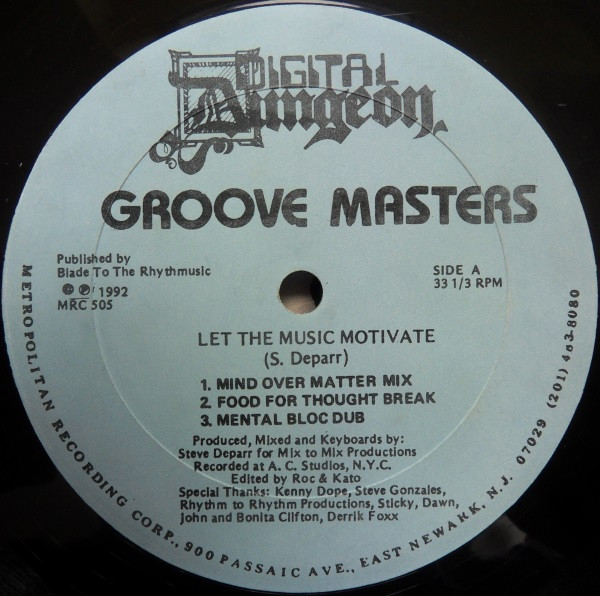 DIGITAL
Dungeon
GROOVE MASTERS
Published by
Blade To The Rhythmusic
© ℗ 1992
MRC 505
SIDE A
33 1/3 RPM
LET THE MUSIC MOTIVATE
(S. Deparr)
1. MIND OVER MATTER MIX
2. FOOD FOR THOUGHT BREAK
3. MENTAL BLOC DUB
Produced, Mixed and Keyboards by:
Steve Deparr for Mix to Mix Productions
Recorded at A. C. Studios, N.Y.C.
Edited by Roc & Kato
Special Thanks: Kenny Dope, Steve Gonzales,
Rhythm to Rhythm Productions, Sticky, Dawn,
John and Bonita Clifton, Derrik Foxx
METROPOLITAN RECORDING CORP., 900 PASSAIC AVE., EAST NEWARK, N.J. 07029 (201) 483-8080